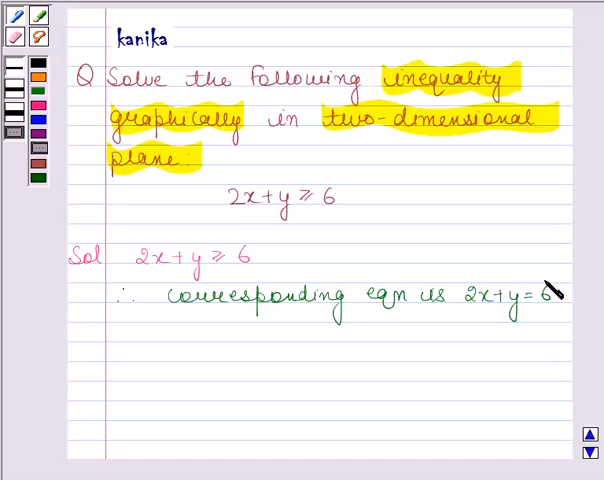 kanika
Q Solve the following inequality
graphically in two-dimensional
plane:
2x+y ≥ 6
Sol 2x+y ≥ 6
∴ corresponding eqn is 2x+y = 6